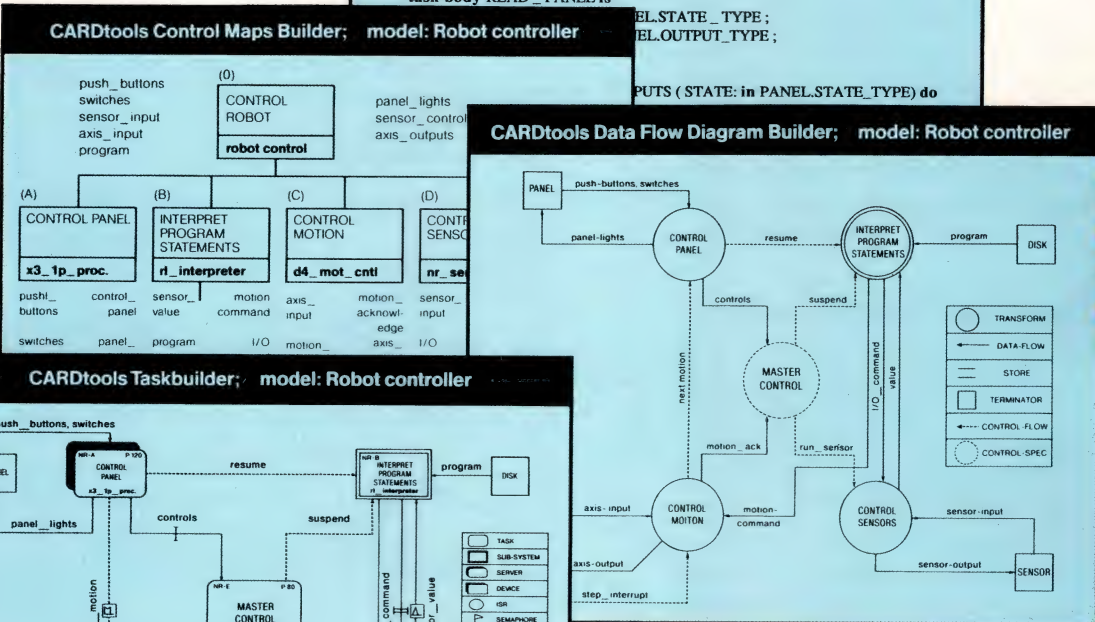 EL.STATE _ TYPE ;
EL.OUTPUT_TYPE ;
PUTS ( STATE: in PANEL.STATE_TYPE) do
CARDtools Control Maps Builder; model: Robot controller
push_buttons
switches
sensor_input
axis_input
program
(0)
CONTROL
ROBOT
robot control
panel_lights
sensor_control
axis_outputs
(A)
CONTROL PANEL
x3_1p_proc.
(B)
INTERPRET
PROGRAM
STATEMENTS
rl_interpreter
(C)
CONTROL
MOTION
d4_mot_cntl
(D)
CONTR
SENSO
nr_se
pushl_
buttons
control_
panel
sensor_
value
motion
command
axis_
input
motion_
acknowl-
edge
sensor_
input
switches
panel_
program
I/O
motion_
axis_
I/O
CARDtools Data Flow Diagram Builder; model: Robot controller
PANEL
push-buttons, switches
panel-lights
CONTROL
PANEL
resume
INTERPRET
PROGRAM
STATEMENTS
program
DISK
controls
suspend
MASTER
CONTROL
next motion
I/O_command
value
motion_ack
run_sensor
axis-input
CONTROL
MOITON
motion-
command
CONTROL
SENSORS
sensor-input
axis-output
step_interrupt
sensor-output
SENSOR
TRANSFORM
DATA-FLOW
STORE
TERMINATOR
CONTROL-FLOW
CONTROL-SPEC
CARDtools Taskbuilder; model: Robot controller
ush_buttons, switches
EL
panel_lights
NR-A P 120
CONTROL
PANEL
x3_1p_proc.
resume
NR-B
INTERPRET
PROGRAM
STATEMENTS
rl_interpreter
program
DISK
controls
suspend
motion
NR-E P 80
MASTER
CONTROL
_command
or_value
TASK
SUB-SYSTEM
SERVER
DEVICE
ISR
SEMAPHORE